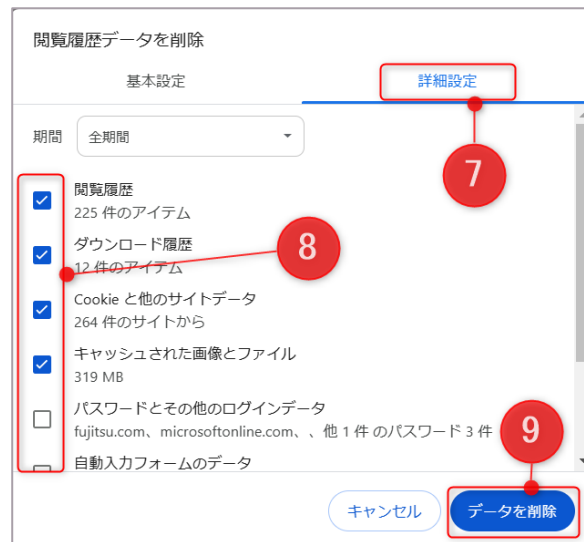 閲覧履歴データを削除
基本設定 詳細設定
期間 全期間
7
閲覧履歴
225 件のアイテム
8
ダウンロード履歴
12 件のアイテム
Cookie と他のサイトデータ
264 件のサイトから
キャッシュされた画像とファイル
319 MB
パスワードとその他のログインデータ
fujitsu.com、microsoftonline.com、、他 1 件 のパスワード 3 件
9
自動入力フォームのデータ
キャンセル データを削除